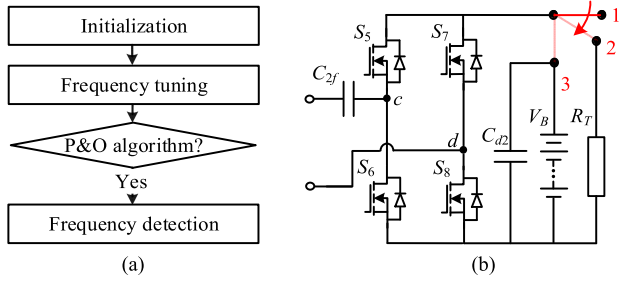 Initialization
Frequency tuning
P&O algorithm?
Yes
Frequency detection
(a)
S5
S7
1
2
C2f
3
c
VB
RT
Cd2
d
S6
S8
(b)